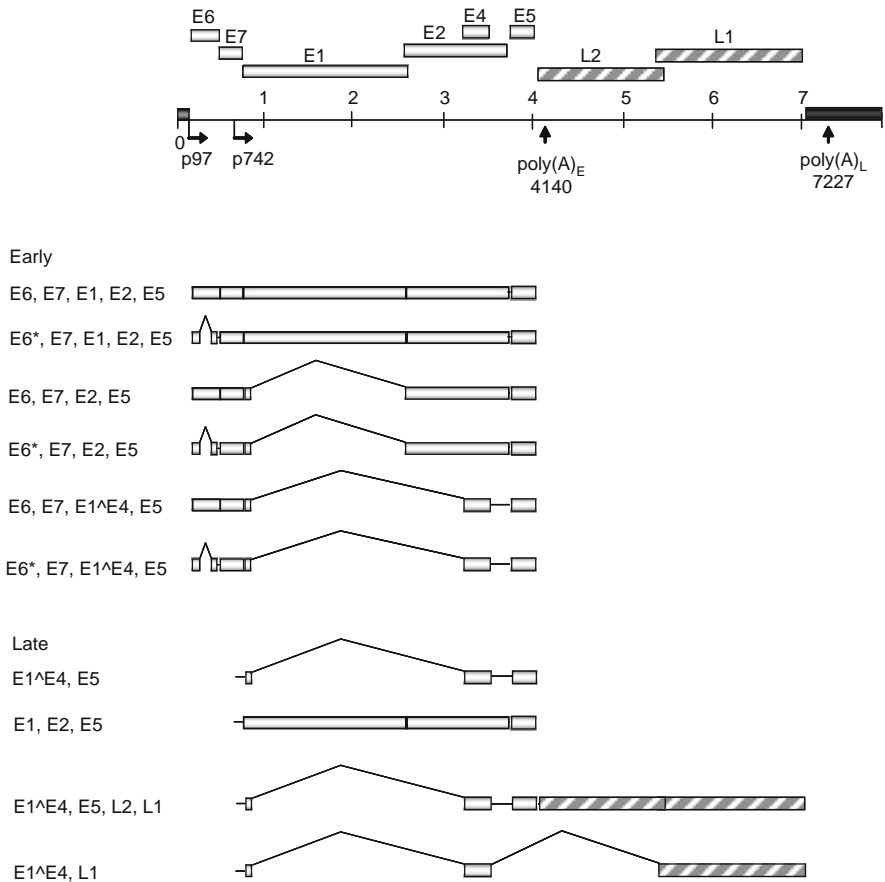 E6
E7
E1
E2
E4
E5
L2
L1
0 1 2 3 4 5 6 7
p97
p742
poly(A)E
4140
poly(A)L
7227
Early
E6, E7, E1, E2, E5
E6*, E7, E1, E2, E5
E6, E7, E2, E5
E6*, E7, E2, E5
E6, E7, E1^E4, E5
E6*, E7, E1^E4, E5
Late
E1^E4, E5
E1, E2, E5
E1^E4, E5, L2, L1
E1^E4, L1